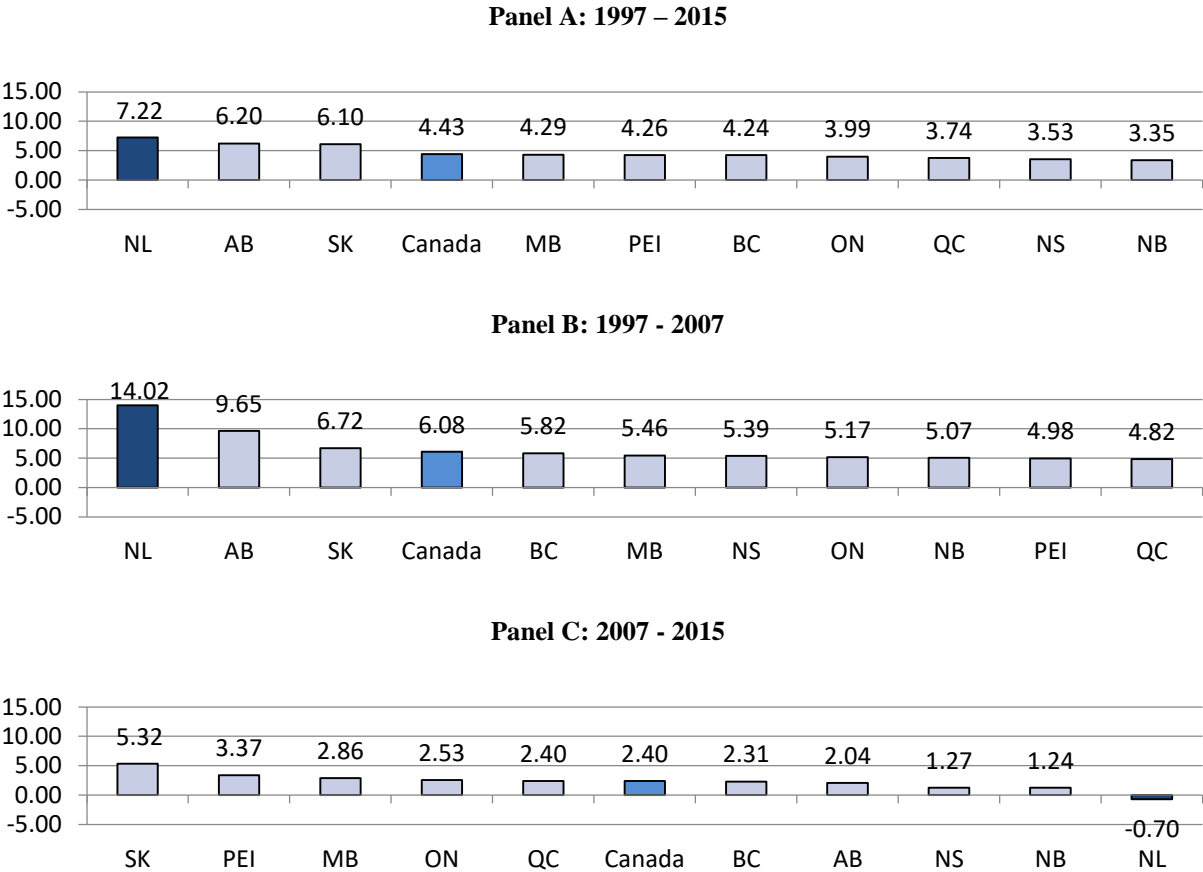 Panel A: 1997 – 2015
15.00
10.00
5.00
0.00
-5.00
7.22 6.20 6.10 4.43 4.29 4.26 4.24 3.99 3.74 3.53 3.35
NL AB SK Canada MB PEI BC ON QC NS NB
Panel B: 1997 - 2007
15.00
10.00
5.00
0.00
-5.00
14.02 9.65 6.72 6.08 5.82 5.46 5.39 5.17 5.07 4.98 4.82
NL AB SK Canada BC MB NS ON NB PEI QC
Panel C: 2007 - 2015
15.00
10.00
5.00
0.00
-5.00
5.32 3.37 2.86 2.53 2.40 2.40 2.31 2.04 1.27 1.24 -0.70
SK PEI MB ON QC Canada BC AB NS NB NL